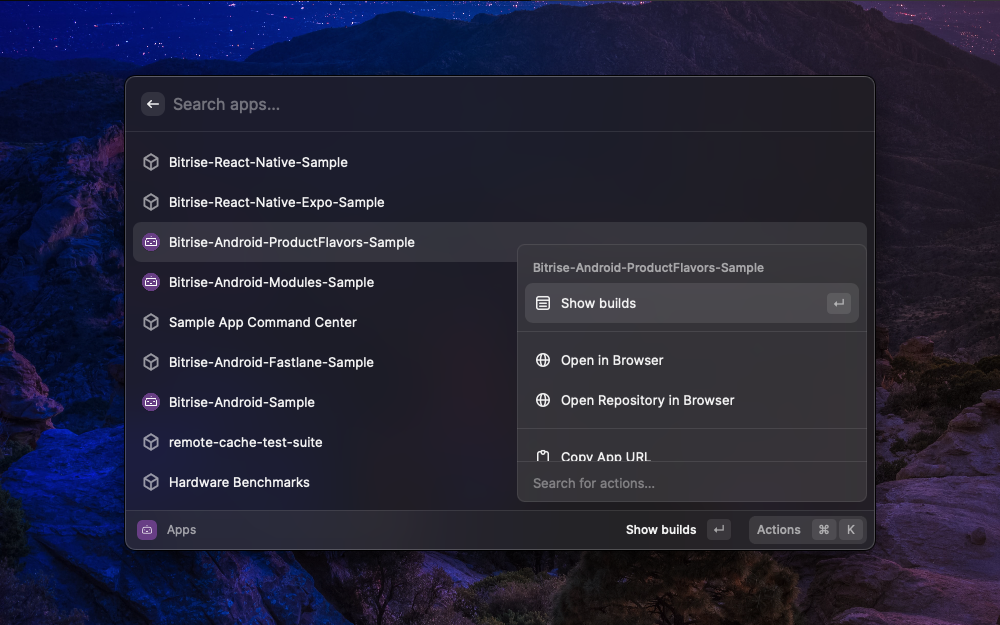 Search apps...
Bitrise-React-Native-Sample
Bitrise-React-Native-Expo-Sample
Bitrise-Android-ProductFlavors-Sample
Bitrise-Android-Modules-Sample
Sample App Command Center
Bitrise-Android-Fastlane-Sample
Bitrise-Android-Sample
remote-cache-test-suite
Hardware Benchmarks
Bitrise-Android-ProductFlavors-Sample
Show builds ↵
Open in Browser
Open Repository in Browser
Copy App URL
Search for actions...
Apps
Show builds ↵ Actions ⌘ K